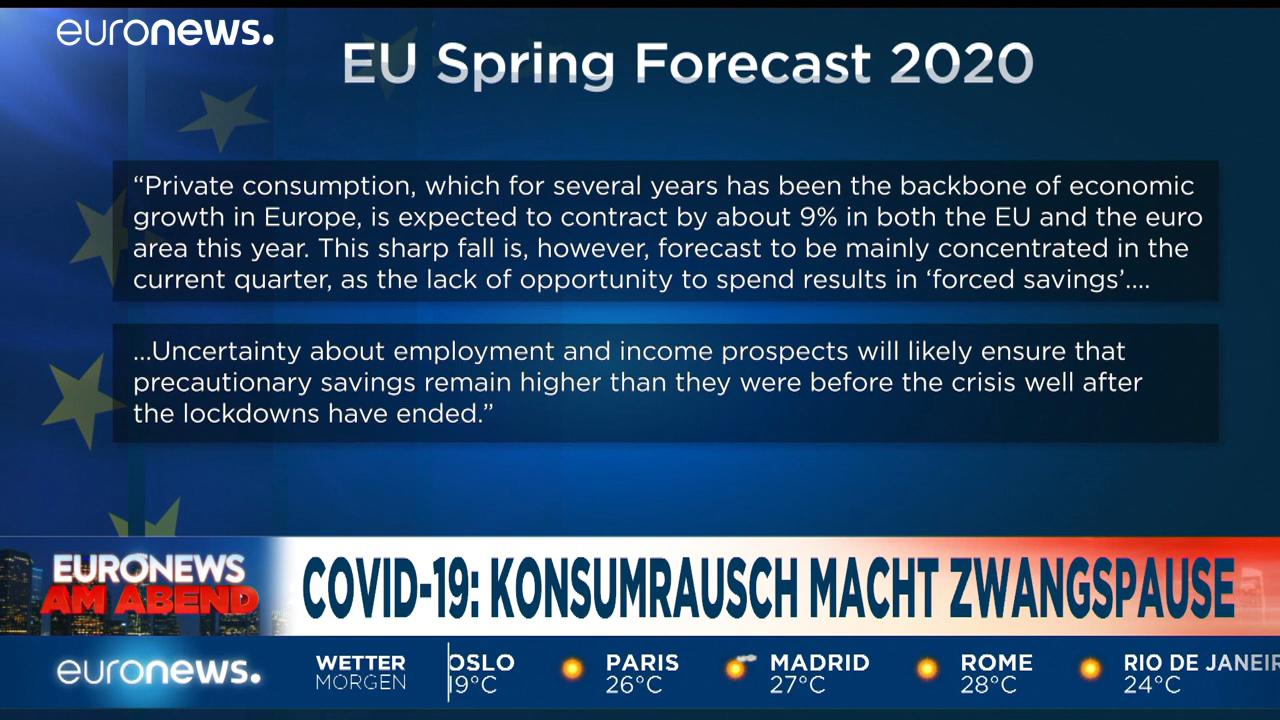 euronews.
EU Spring Forecast 2020
“Private consumption, which for several years has been the backbone of economic
growth in Europe, is expected to contract by about 9% in both the EU and the euro
area this year. This sharp fall is, however, forecast to be mainly concentrated in the
current quarter, as the lack of opportunity to spend results in ‘forced savings’....
...Uncertainty about employment and income prospects will likely ensure that
precautionary savings remain higher than they were before the crisis well after
the lockdowns have ended.”
EURONEWS
AM ABEND
COVID-19: KONSUMRAUSCH MACHT ZWANGSPAUSE
euronews.
WETTER
MORGEN
OSLO
19°C
PARIS
26°C
MADRID
27°C
ROME
28°C
RIO DE JANEIR
24°C